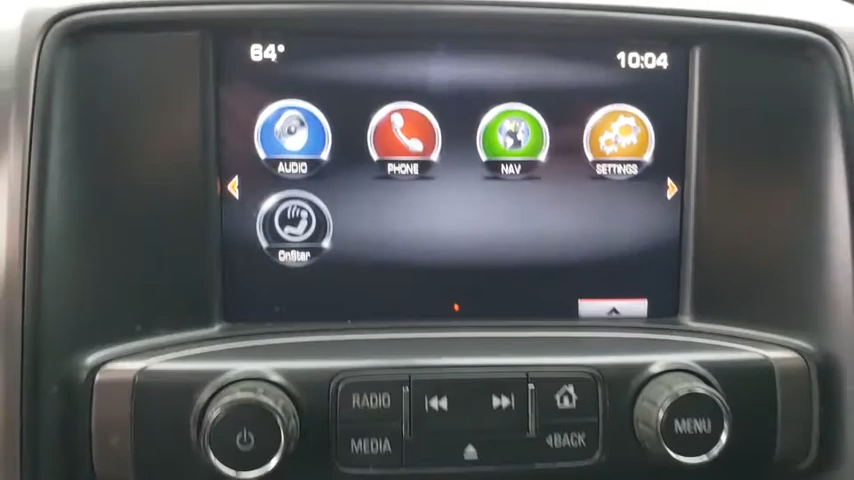 64° 10:04
AUDIO PHONE NAV SETTINGS
OnStar
RADIO
MEDIA BACK
MENU